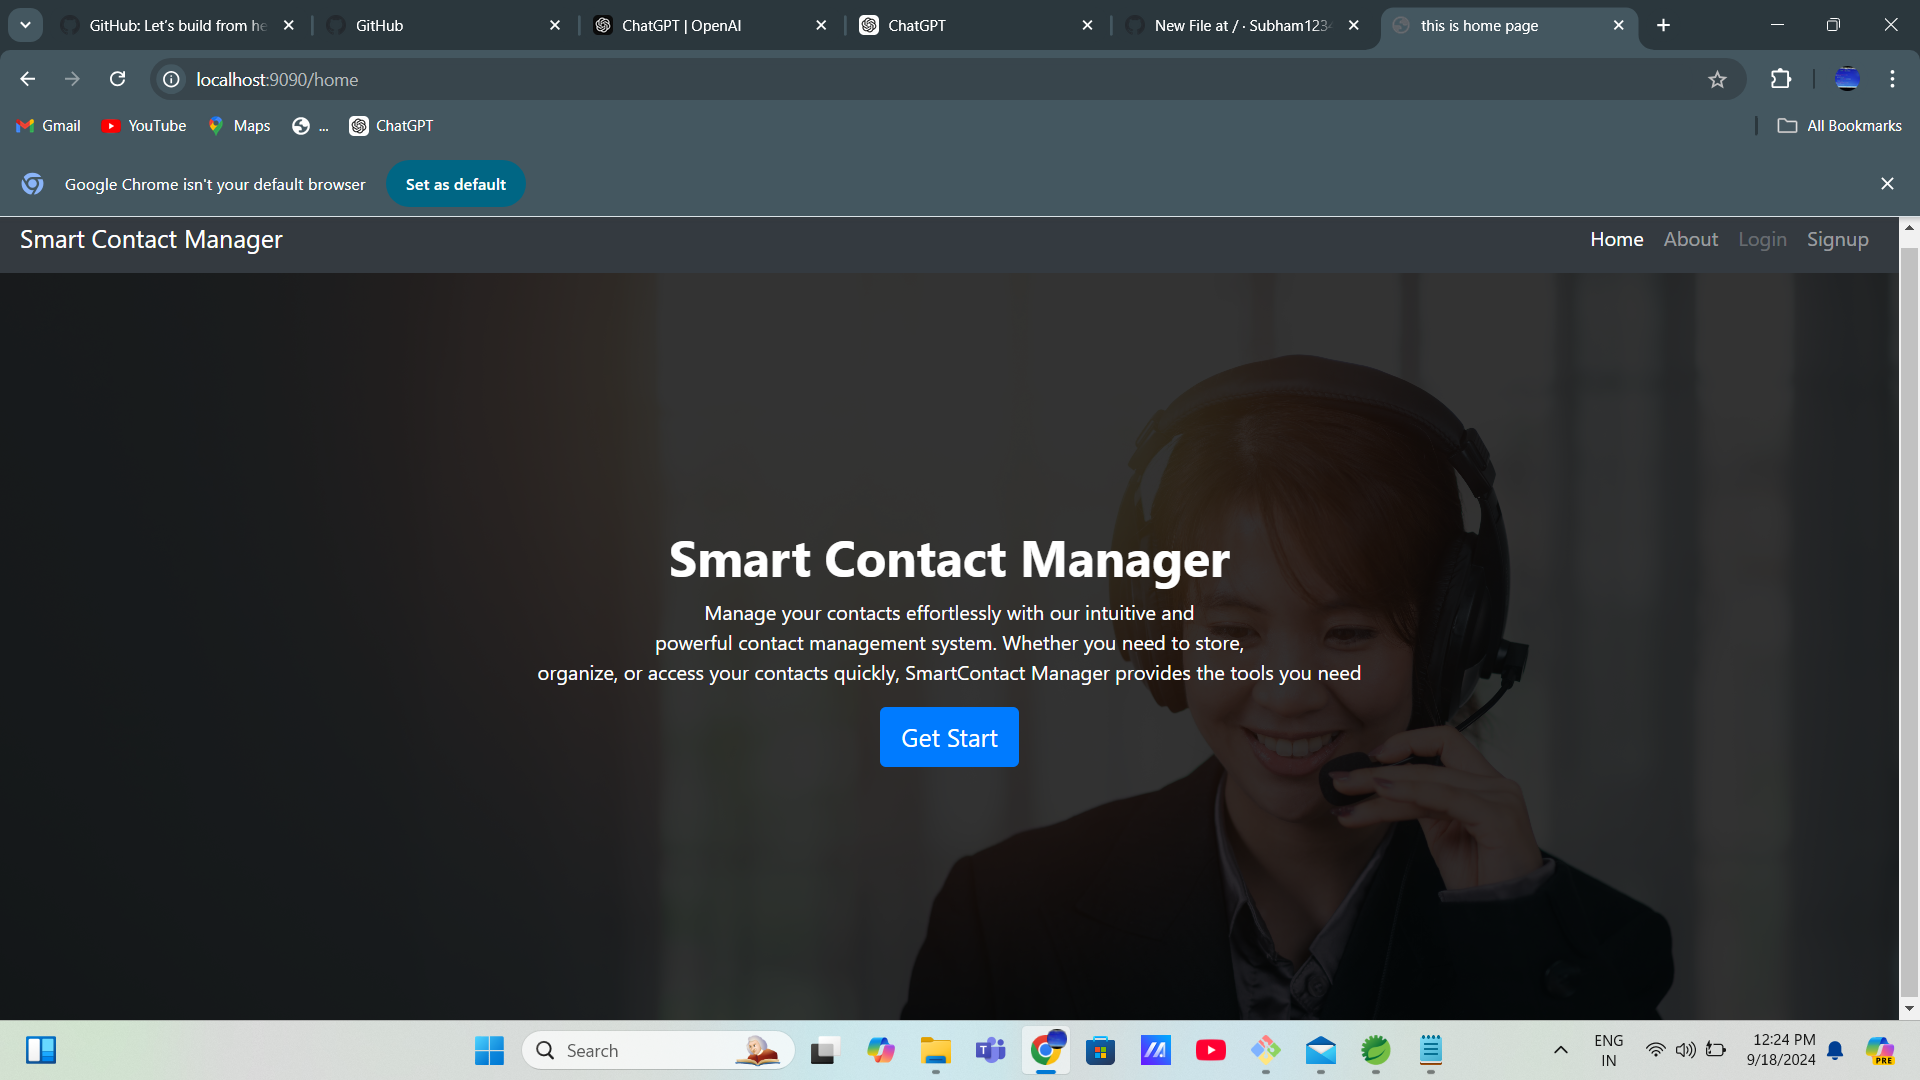 GitHub: Let's build from he
GitHub
ChatGPT | OpenAI
ChatGPT
New File at / · Subham1234
this is home page
localhost:9090/home
Gmail
YouTube
Maps
...
ChatGPT
All Bookmarks
Google Chrome isn't your default browser
Set as default
Smart Contact Manager
Home
About
Login
Signup
Smart Contact Manager
Manage your contacts effortlessly with our intuitive and
powerful contact management system. Whether you need to store,
organize, or access your contacts quickly, SmartContact Manager provides the tools you need
Get Start
Search
ENG
IN
12:24 PM
9/18/2024
PRE